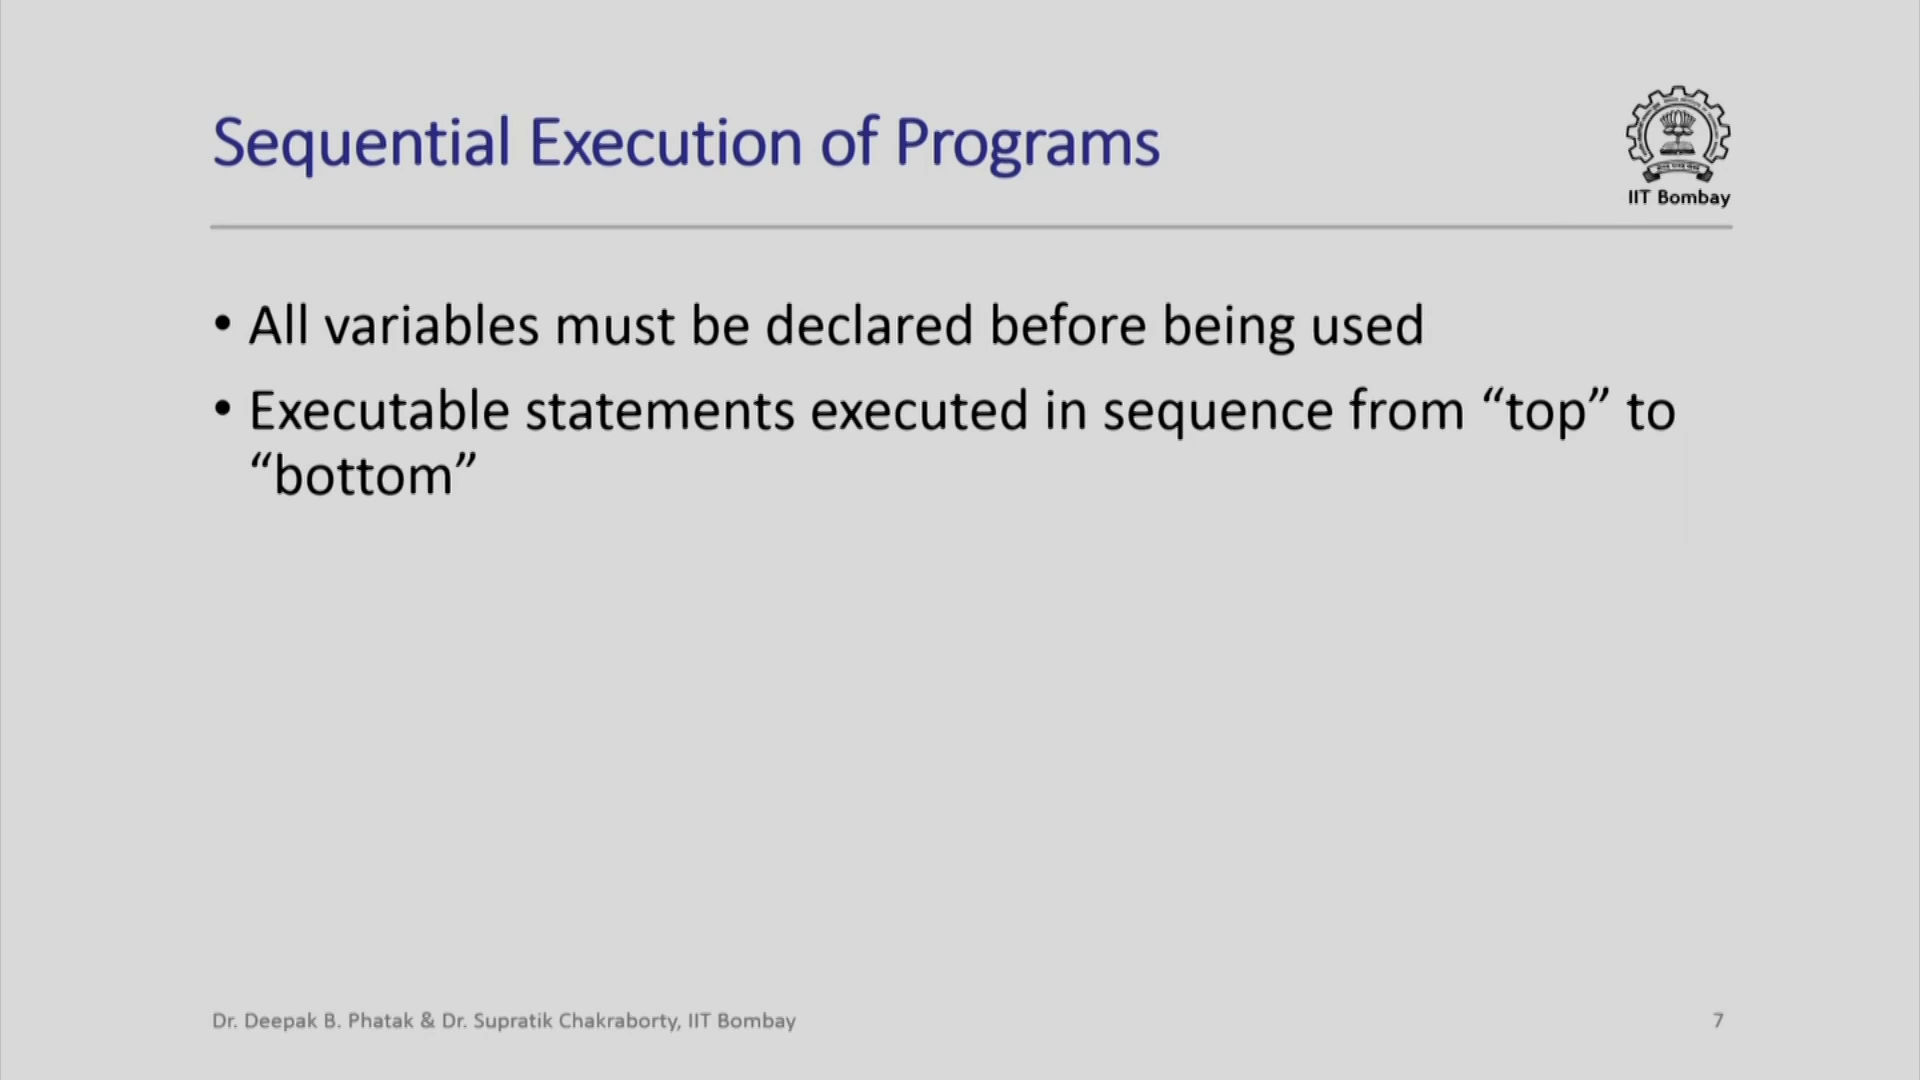 Sequential Execution of Programs
IIT Bombay
• All variables must be declared before being used
• Executable statements executed in sequence from “top” to
“bottom”
Dr. Deepak B. Phatak & Dr. Supratik Chakraborty, IIT Bombay
7